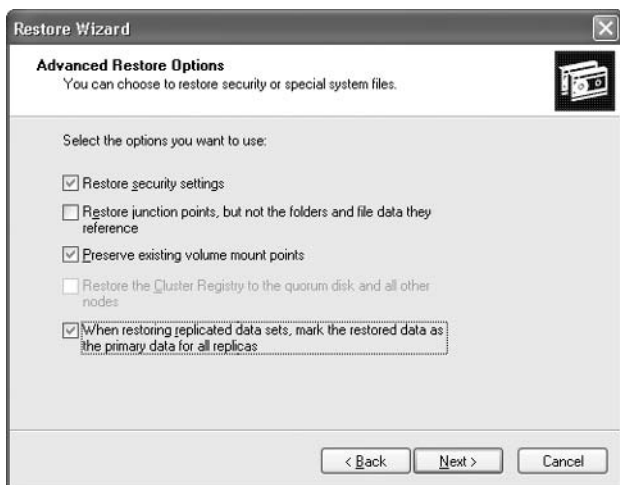 Restore Wizard
Advanced Restore Options
You can choose to restore security or special system files.
Select the options you want to use:
Restore security settings
Restore junction points, but not the folders and file data they
reference
Preserve existing volume mount points
Restore the Cluster Registry to the quorum disk and all other
nodes
When restoring replicated data sets, mark the restored data as
the primary data for all replicas
< Back
Next >
Cancel